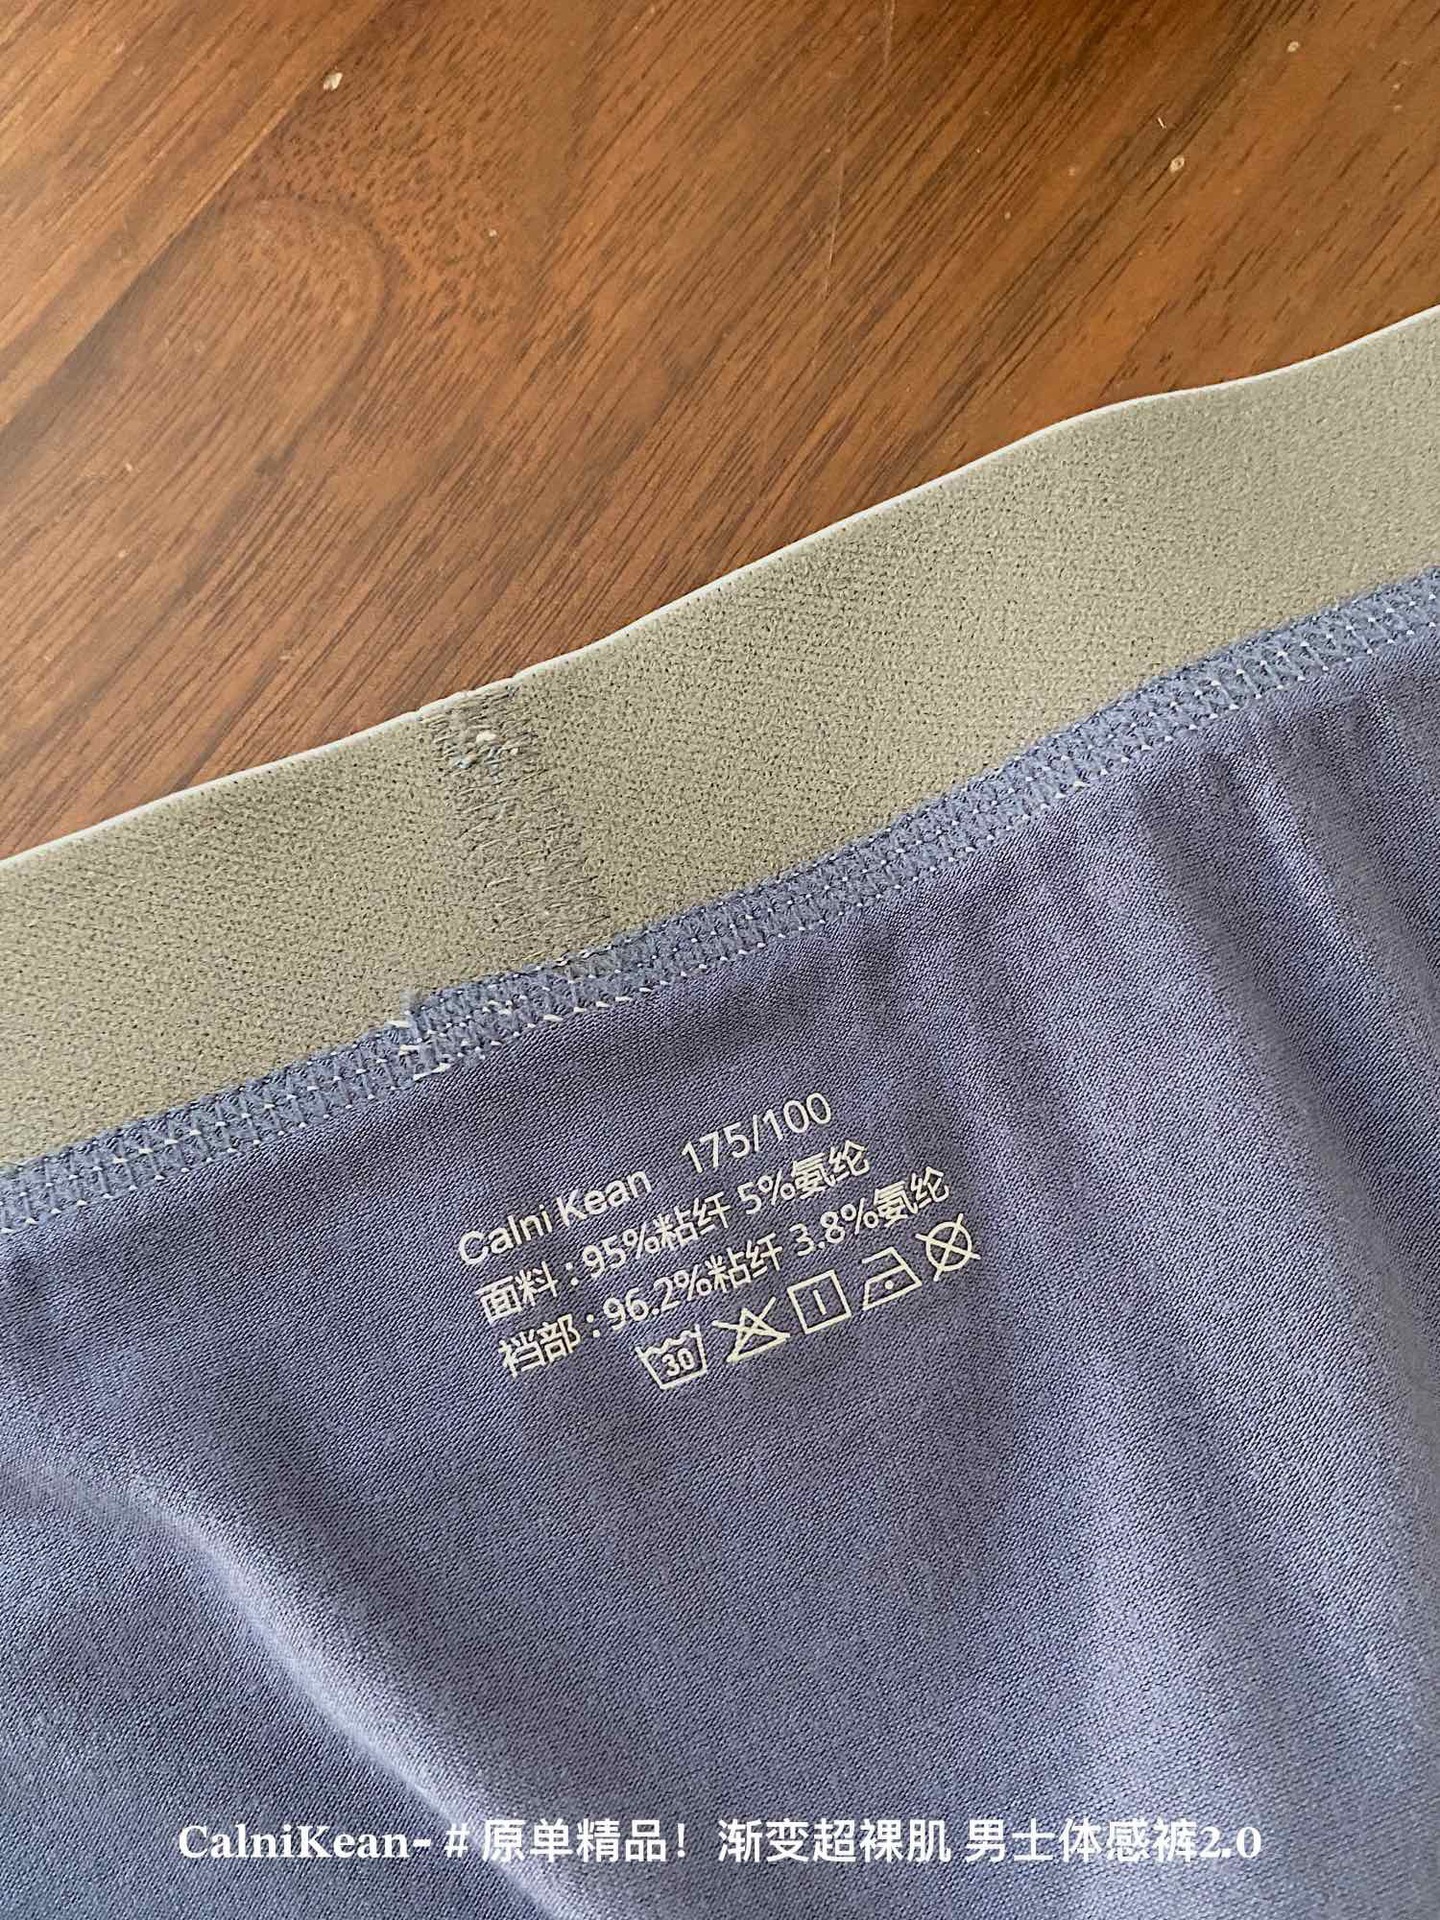 Calni Kean 175/100
面料:95%粘纤 5%氨纶
裆部:96.2%粘纤 3.8%氨纶
30
CalniKean-#原单精品！渐变超裸肌 男士体感裤2.0